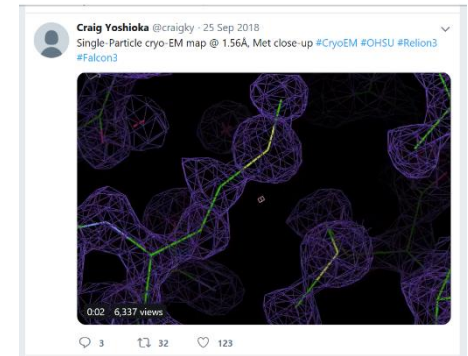 Craig Yoshioka @craigky · 25 Sep 2018
Single-Particle cryo-EM map @ 1.56Å, Met close-up #CryoEM #OHSU #Relion3
#Falcon3
0:02 6,337 views
3 32 123